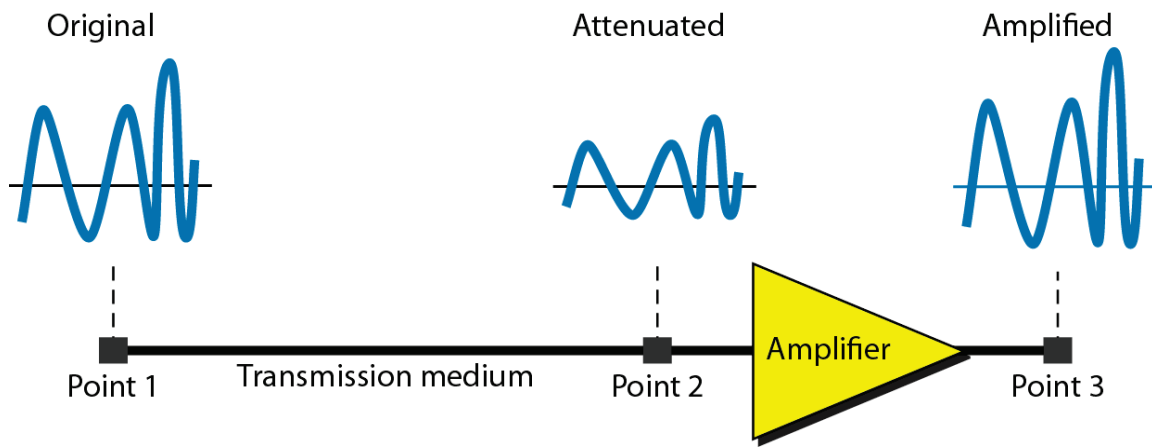 Original
Attenuated
Amplified
Amplifier
Transmission medium
Point 1
Point 2
Point 3